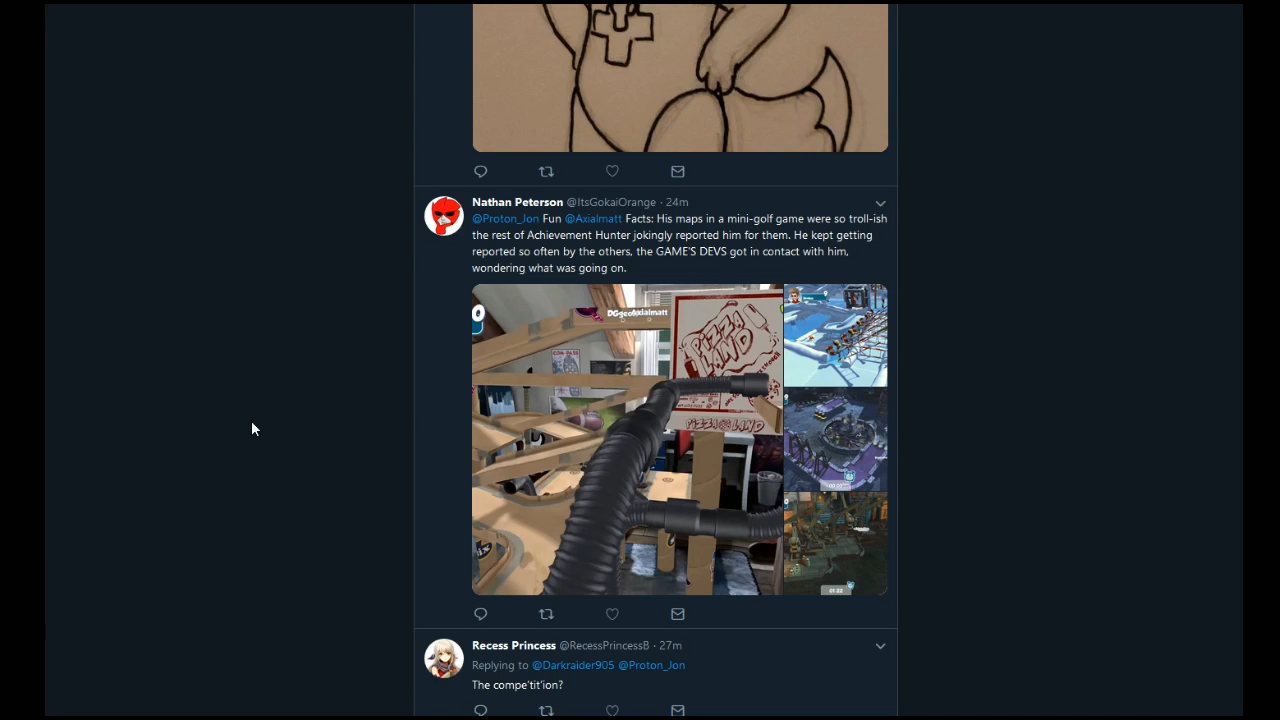 Nathan Peterson @ItsGokaiOrange · 24m
@Proton_Jon Fun @Axialmatt Facts: His maps in a mini-golf game were so troll-ish
the rest of Achievement Hunter jokingly reported him for them. He kept getting
reported so often by the others, the GAME'S DEVS got in contact with him,
wondering what was going on.
PIZZA
LAND
PIZZA LAND
Recess Princess @RecessPrincessB · 27m
Replying to @Darkraider905 @Proton_Jon
The compe'tit'ion?